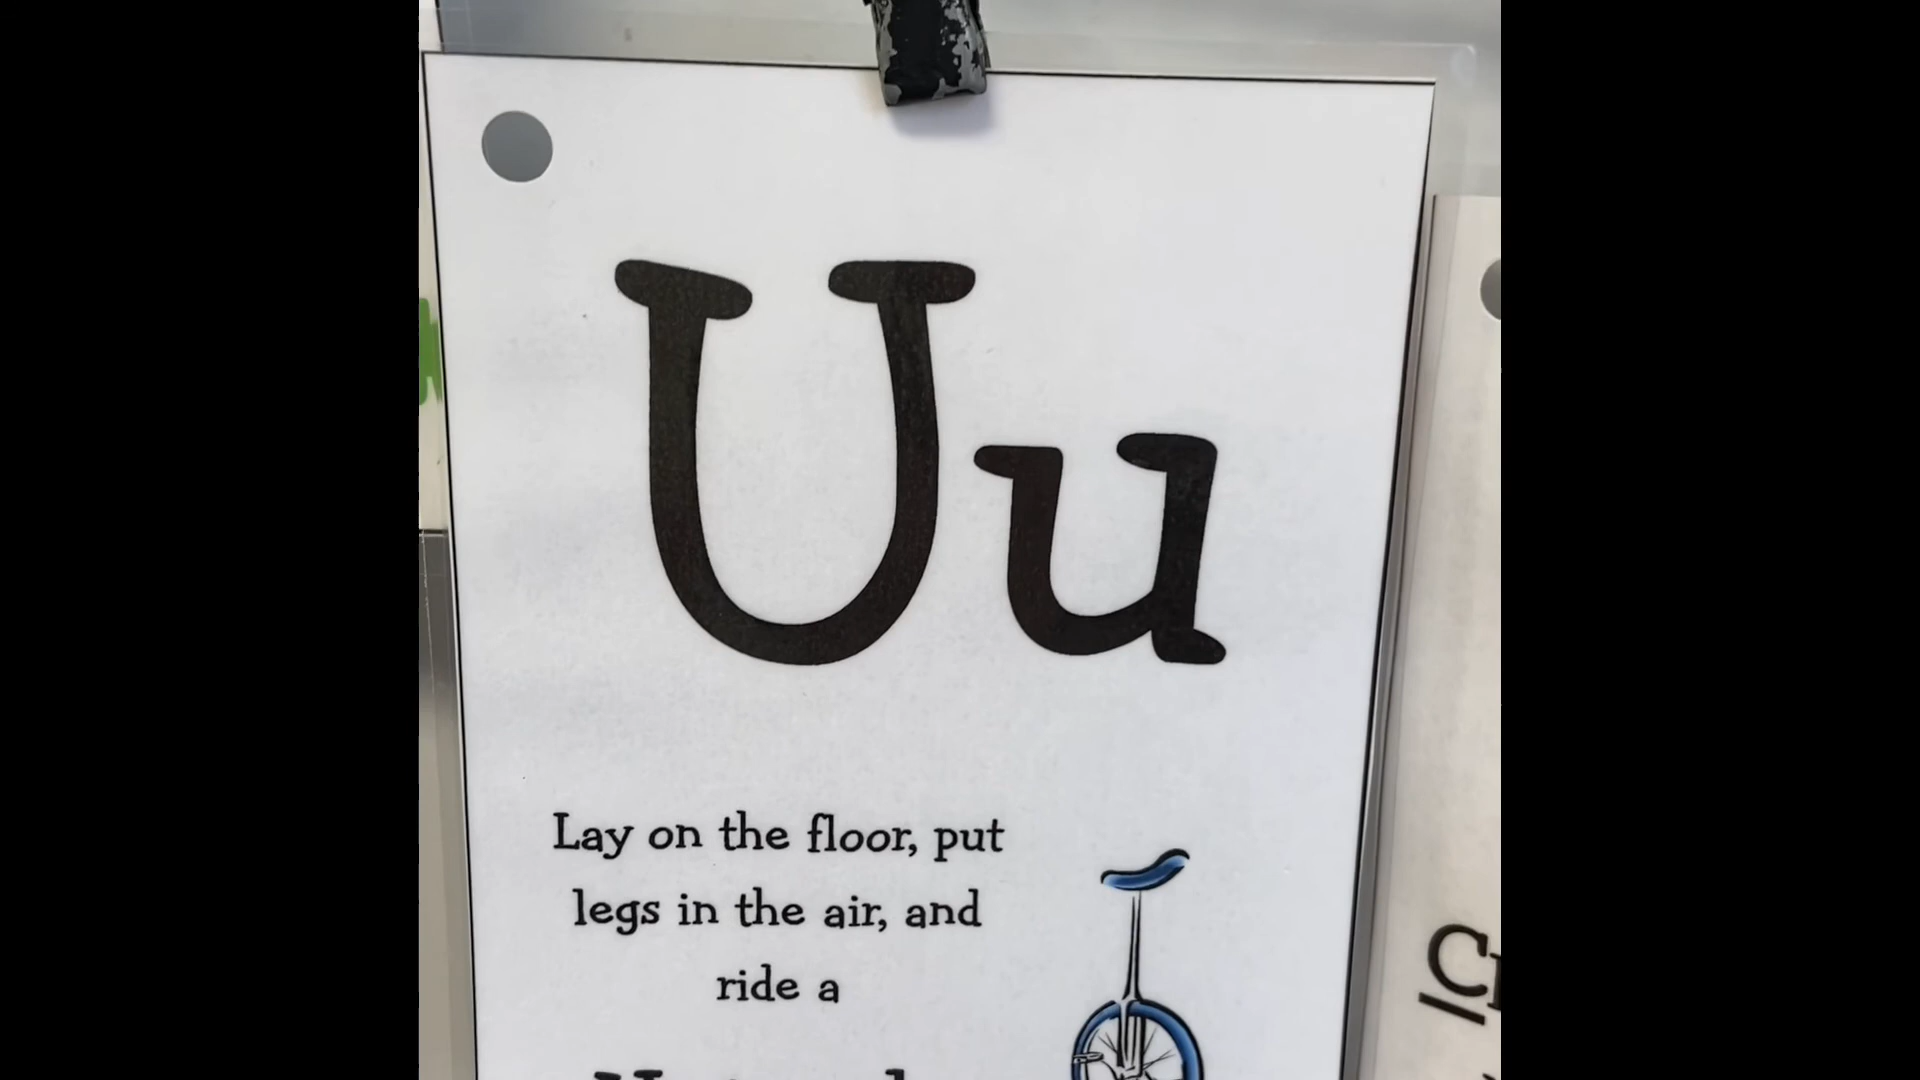 Uu
Lay on the floor, put
legs in the air, and
ride a